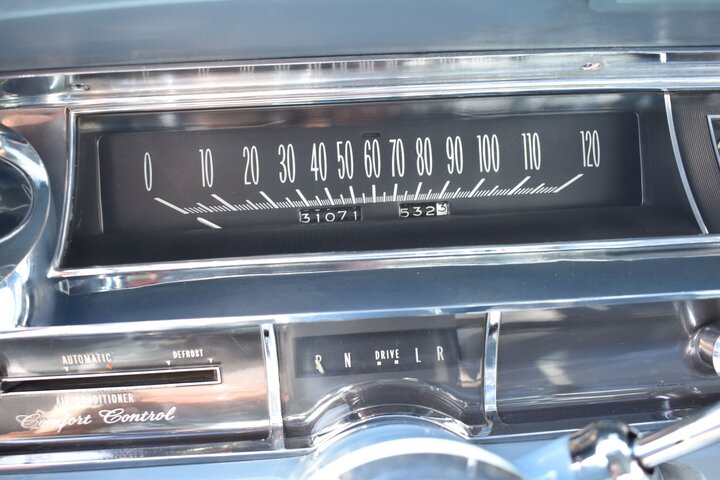 0 10 20 30 40 50 60 70 80 90 100 110 120
31071 5323
AUTOMATIC DEFROST
AIR CONDITIONER
Comfort Control
R N DRIVE L R